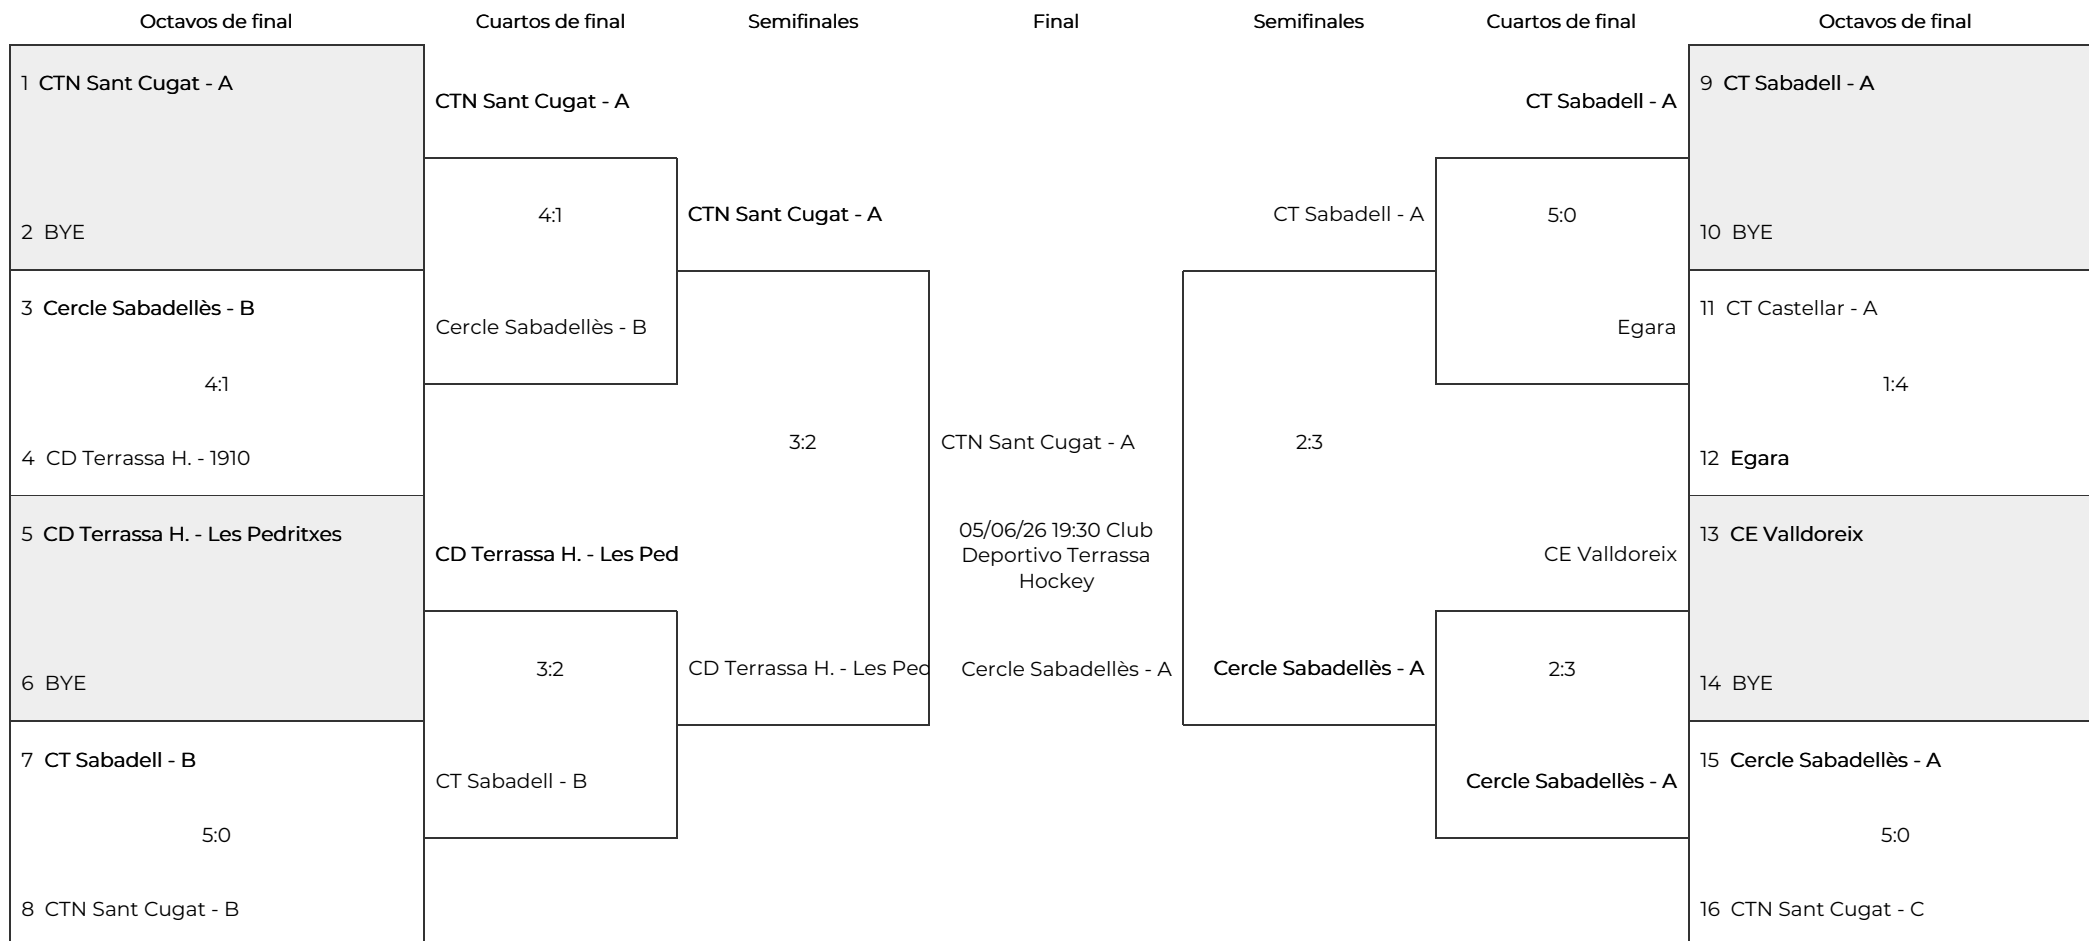 Octavos de final
Cuartos de final
Semifinales
Final
Semifinales
Cuartos de final
Octavos de final
1 CTN Sant Cugat - A
2 BYE
3 Cercle Sabadellès - B
4:1
4 CD Terrassa H. - 1910
5 CD Terrassa H. - Les Pedritxes
6 BYE
7 CT Sabadell - B
5:0
8 CTN Sant Cugat - B
CTN Sant Cugat - A
4:1
Cercle Sabadellès - B
CD Terrassa H. - Les Ped
3:2
CT Sabadell - B
CTN Sant Cugat - A
3:2
CD Terrassa H. - Les Ped
CTN Sant Cugat - A
05/06/26 19:30 Club
Deportivo Terrassa
Hockey
Cercle Sabadellès - A
CT Sabadell - A
2:3
Cercle Sabadellès - A
CT Sabadell - A
5:0
Egara
CE Valldoreix
2:3
Cercle Sabadellès - A
9 CT Sabadell - A
10 BYE
11 CT Castellar - A
1:4
12 Egara
13 CE Valldoreix
14 BYE
15 Cercle Sabadellès - A
5:0
16 CTN Sant Cugat - C